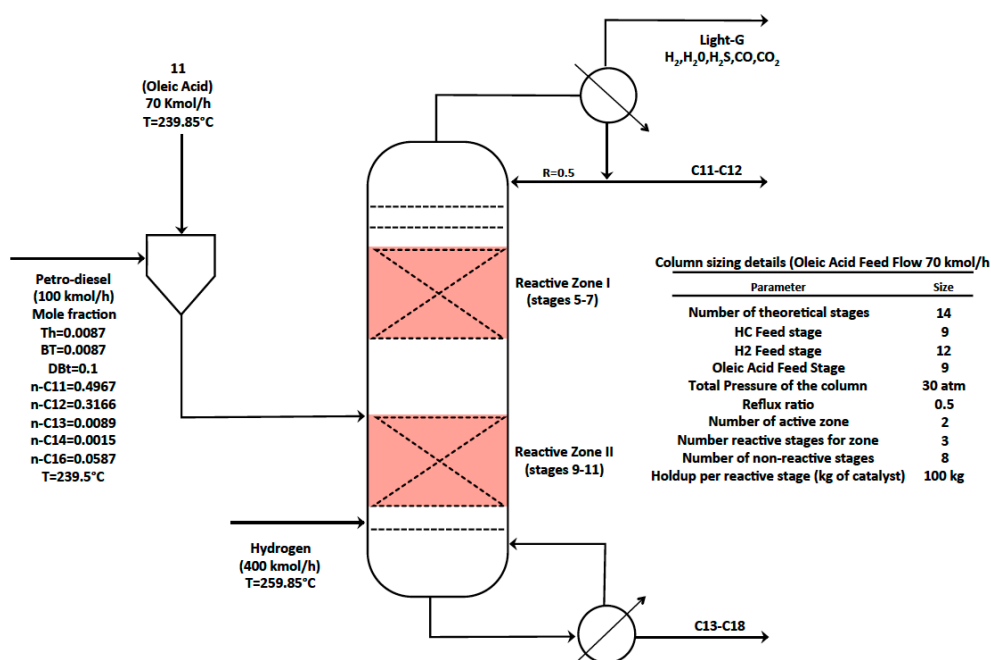 Light-G
H₂,H₂0,H₂S,CO,CO₂
11
(Oleic Acid)
70 Kmol/h
T=239.85°C
R=0.5
C11-C12
Petro-diesel
(100 kmol/h)
Mole fraction
Th=0.0087
BT=0.0087
DBt=0.1
n-C11=0.4967
n-C12=0.3166
n-C13=0.0089
n-C14=0.0015
n-C16=0.0587
T=239.5°C
Reactive Zone I
(stages 5-7)
Reactive Zone II
(stages 9-11)
Hydrogen
(400 kmol/h)
T=259.85°C
C13-C18
Column sizing details (Oleic Acid Feed Flow 70 kmol/h
Parameter Size
Number of theoretical stages 14
HC Feed stage 9
H2 Feed stage 12
Oleic Acid Feed Stage 9
Total Pressure of the column 30 atm
Reflux ratio 0.5
Number of active zone 2
Number reactive stages for zone 3
Number of non-reactive stages 8
Holdup per reactive stage (kg of catalyst) 100 kg